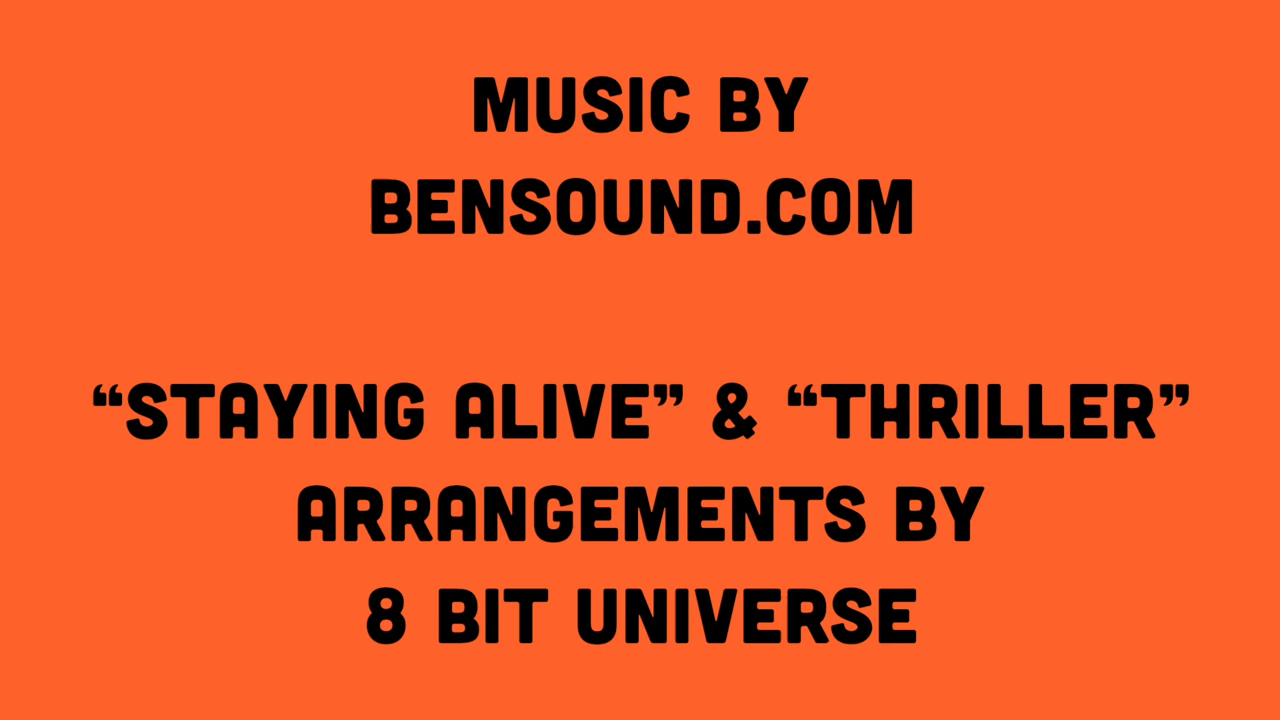 MUSIC BY
BENSOUND.COM
“STAYING ALIVE” & “THRILLER”
ARRANGEMENTS BY
8 BIT UNIVERSE